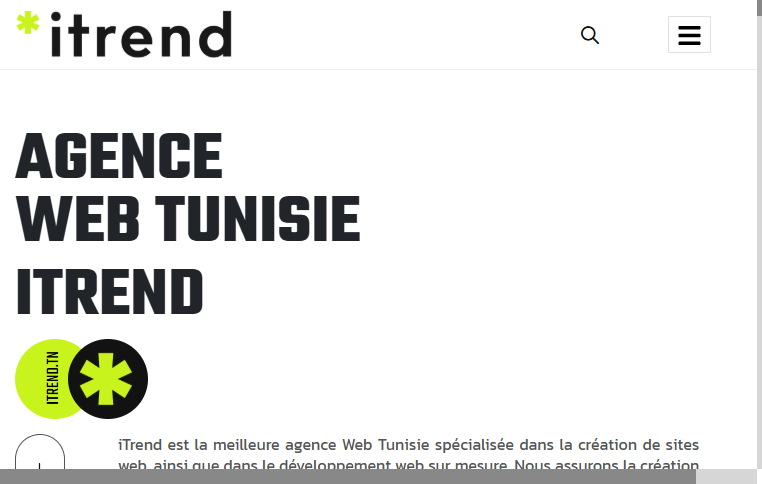 itrend
AGENCE
WEB TUNISIE
ITREND
ITREND.TN
iTrend est la meilleure agence Web Tunisie spécialisée dans la création de sites
web, ainsi que dans le développement web sur mesure. Nous assurons la création